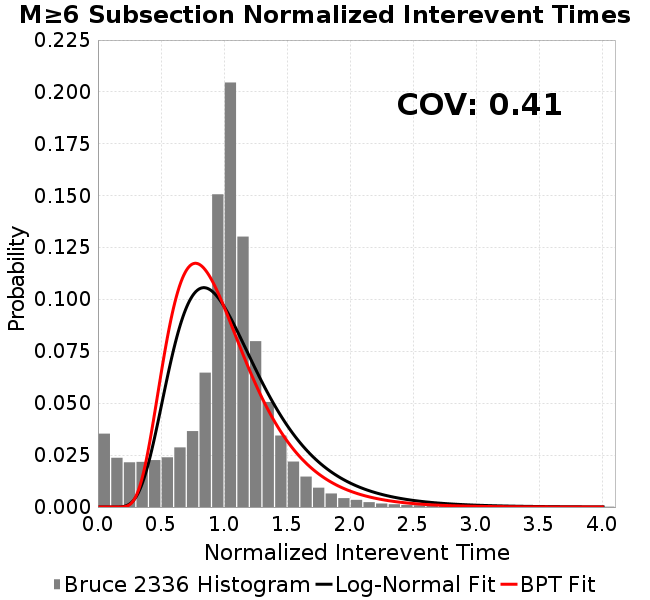 M≥6 Subsection Normalized Interevent Times
COV: 0.41
Probability
0.225
0.200
0.175
0.150
0.125
0.100
0.075
0.050
0.025
0.000
0.0 0.5 1.0 1.5 2.0 2.5 3.0 3.5 4.0
Normalized Interevent Time
Bruce 2336 Histogram Log-Normal Fit BPT Fit